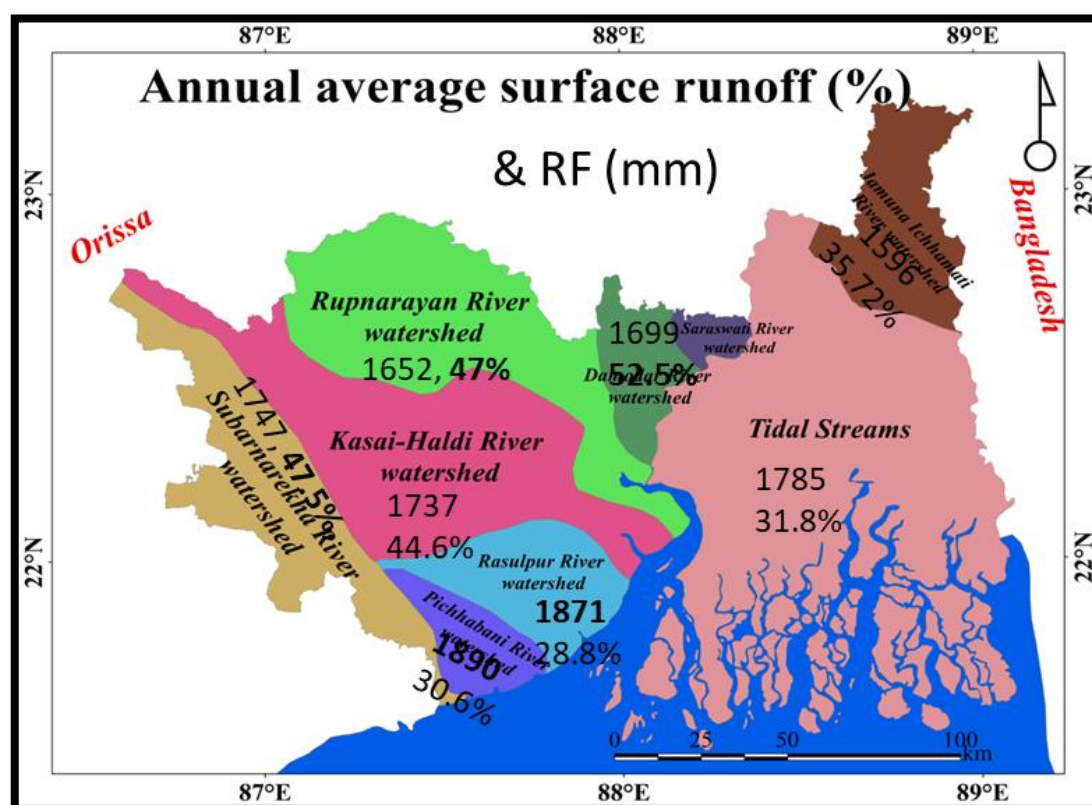 87°E 88°E 89°E
Annual average surface runoff (%)
& RF (mm)
23°N
23°N
Orissa
Bangladesh
Jamuna Ichhamati
River watershed
1596
35.72%
Rupnarayan River
watershed
1652, 47%
1699
52.5%
Damodar River
watershed
Saraswati River
watershed
1747, 47.5%
Subarnarekha River
watershed
Kasai-Haldi River
watershed
1737
44.6%
Tidal Streams
1785
31.8%
22°N
22°N
Rasulpur River
watershed
1871
28.8%
Pichhabani River
watershed
1890
30.6%
0 25 50 100
km
87°E 88°E 89°E